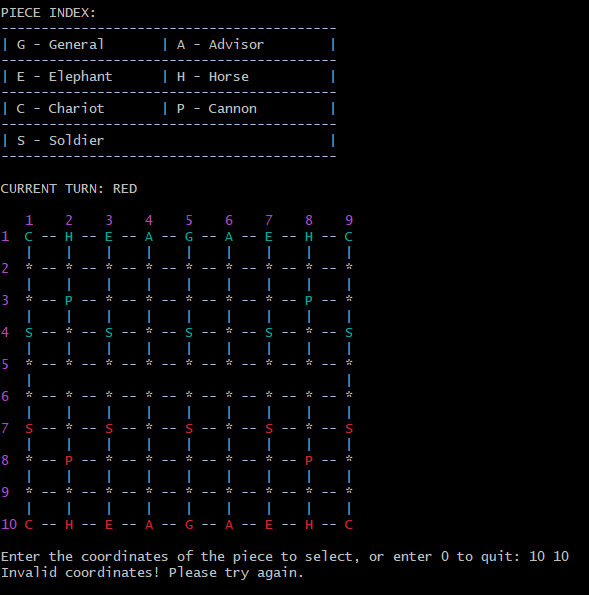 PIECE INDEX:
------------------------------------------
| G - General       | A - Advisor        |
------------------------------------------
| E - Elephant      | H - Horse          |
------------------------------------------
| C - Chariot       | P - Cannon         |
------------------------------------------
| S - Soldier                            |
------------------------------------------
CURRENT TURN: RED
   1    2    3    4    5    6    7    8    9
1  C -- H -- E -- A -- G -- A -- E -- H -- C
   |    |    |    |    |    |    |    |    |
2  * -- * -- * -- * -- * -- * -- * -- * -- *
   |    |    |    |    |    |    |    |    |
3  * -- P -- * -- * -- * -- * -- * -- P -- *
   |    |    |    |    |    |    |    |    |
4  S -- * -- S -- * -- S -- * -- S -- * -- S
   |    |    |    |    |    |    |    |    |
5  * -- * -- * -- * -- * -- * -- * -- * -- *
   |                                       |
6  * -- * -- * -- * -- * -- * -- * -- * -- *
   |    |    |    |    |    |    |    |    |
7  S -- * -- S -- * -- S -- * -- S -- * -- S
   |    |    |    |    |    |    |    |    |
8  * -- P -- * -- * -- * -- * -- * -- P -- *
   |    |    |    |    |    |    |    |    |
9  * -- * -- * -- * -- * -- * -- * -- * -- *
   |    |    |    |    |    |    |    |    |
10 C -- H -- E -- A -- G -- A -- E -- H -- C
Enter the coordinates of the piece to select, or enter 0 to quit: 10 10
Invalid coordinates! Please try again.